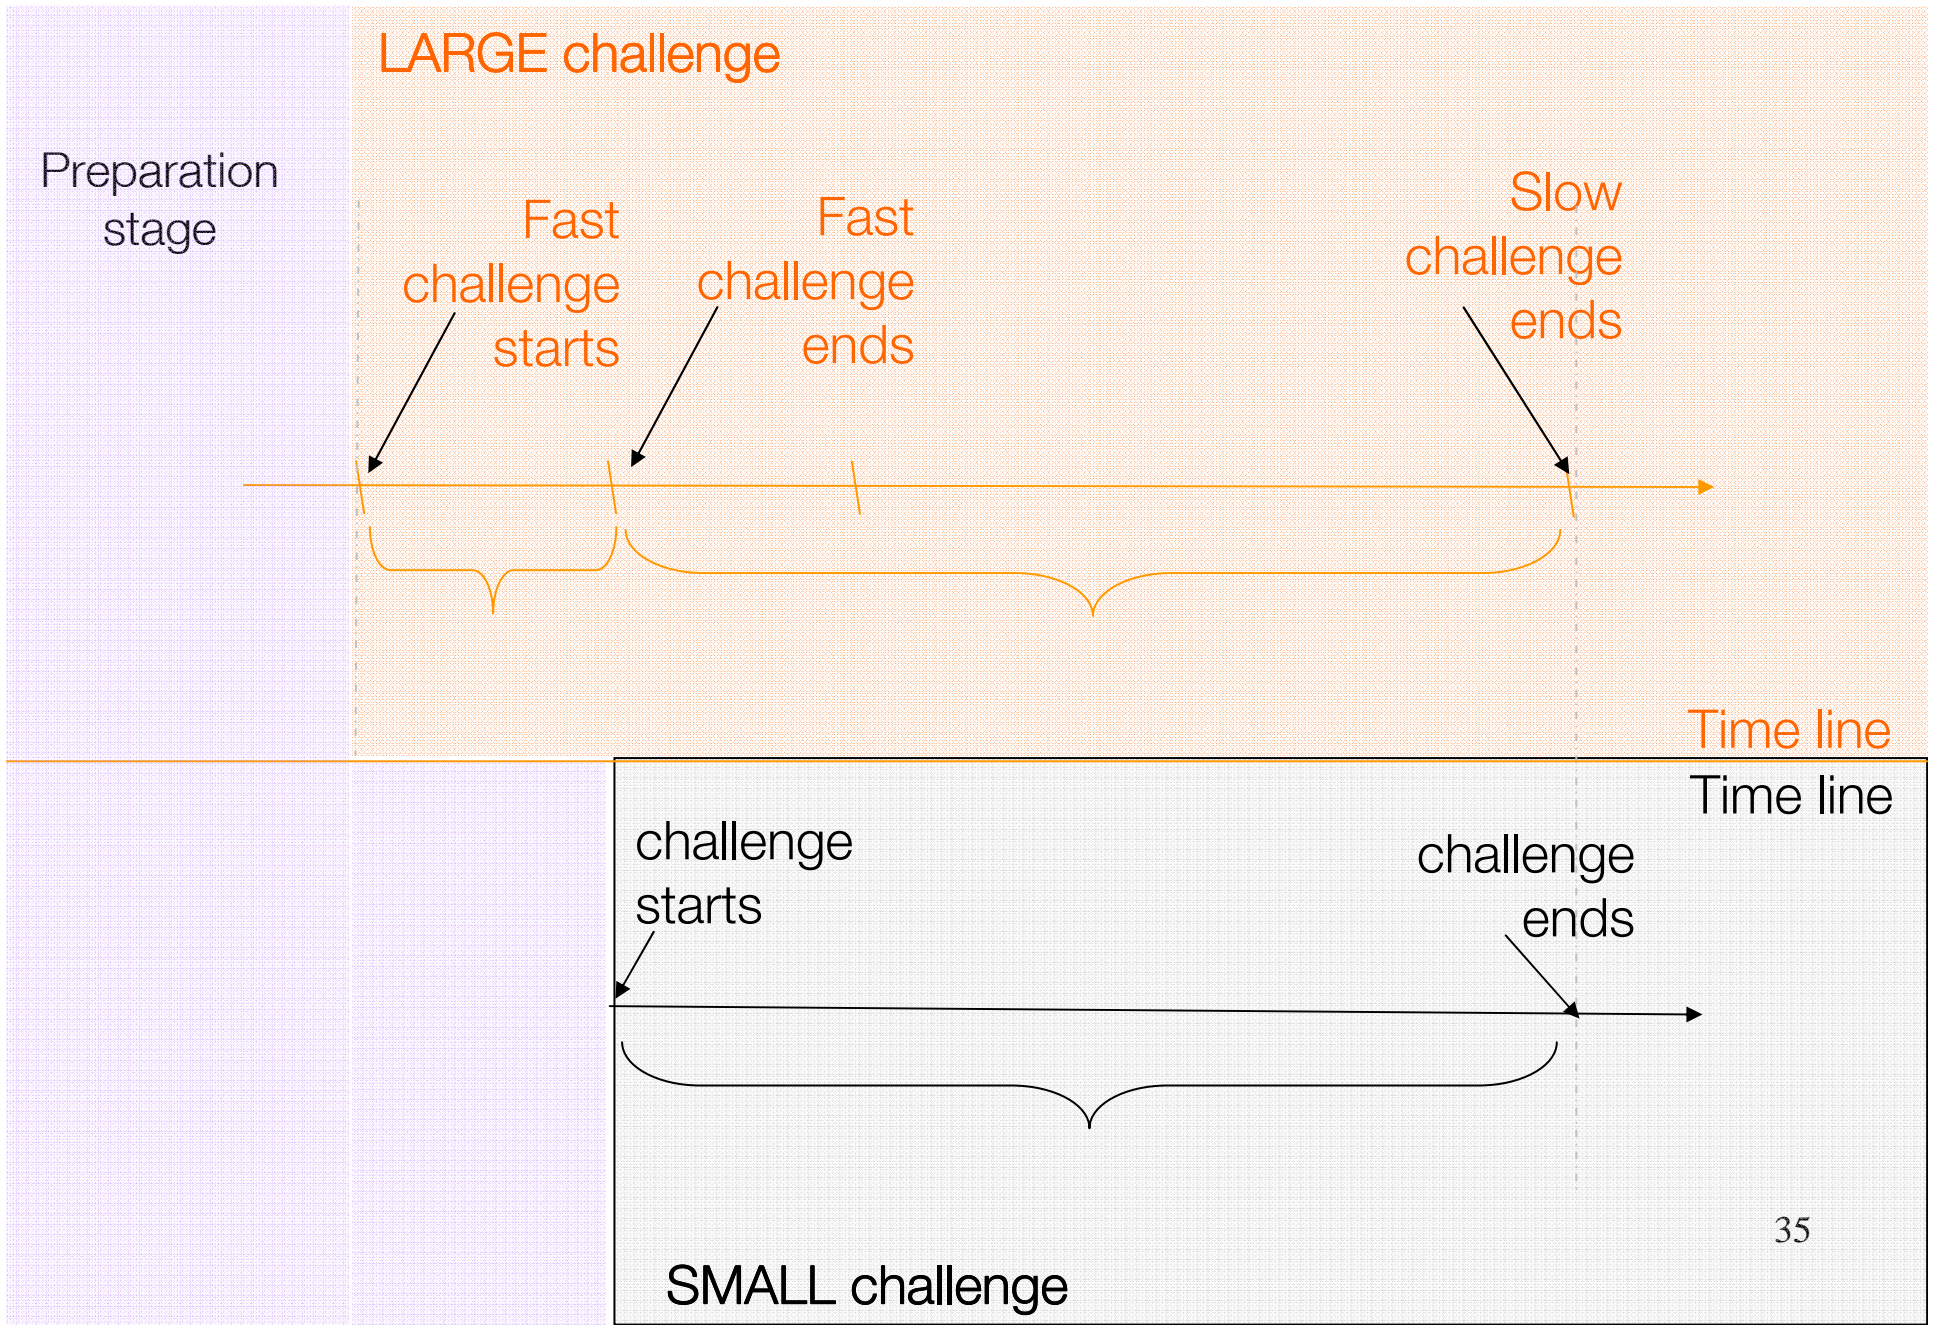 LARGE challenge
Preparation
stage
Fast
challenge
starts
Fast
challenge
ends
Slow
challenge
ends
Time line
Time line
challenge
starts
challenge
ends
35
SMALL challenge